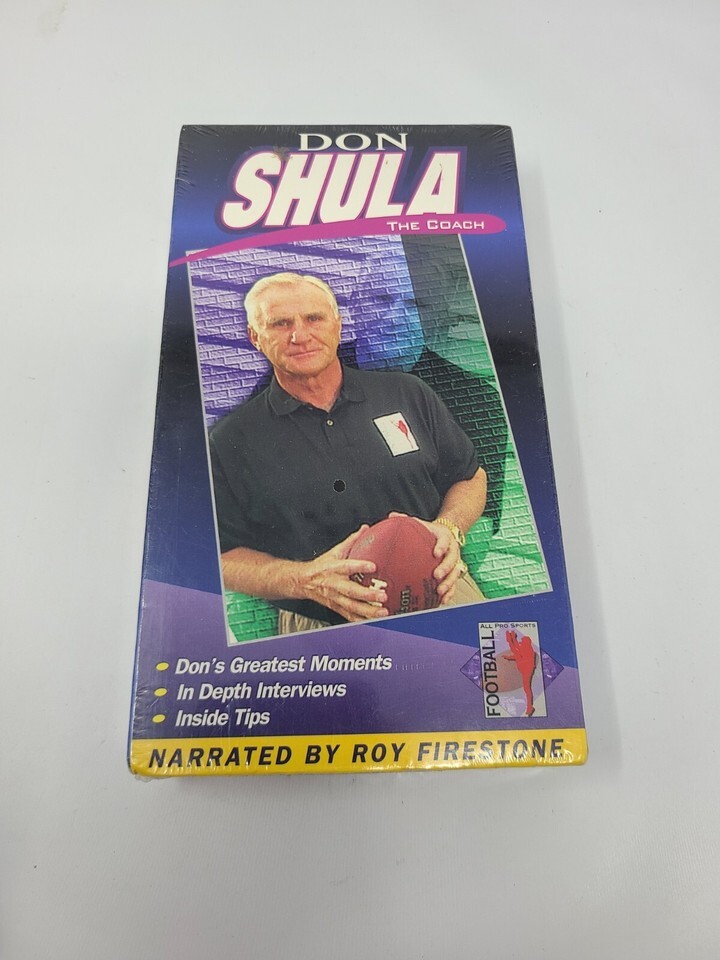 DON
SHULA
THE COACH
• Don's Greatest Moments
• In Depth Interviews
• Inside Tips
ALL PRO SPORTS
FOOTBALL
NARRATED BY ROY FIRESTONE